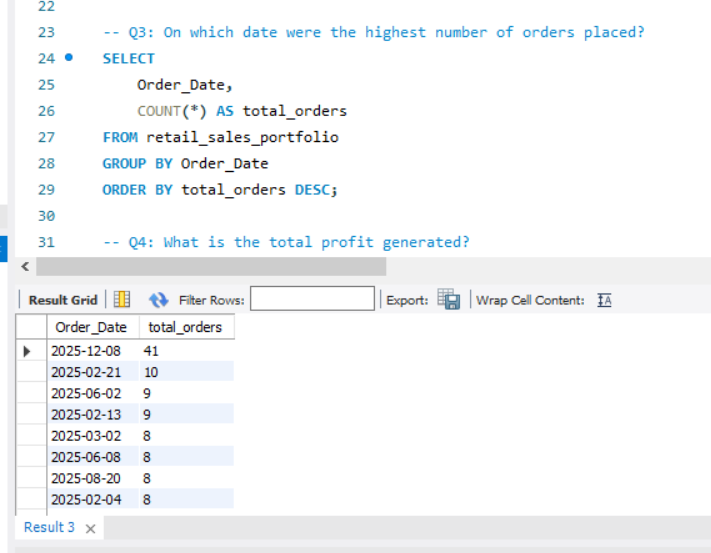 22
23 -- Q3: On which date were the highest number of orders placed?
24 SELECT
25 Order_Date,
26 COUNT(*) AS total_orders
27 FROM retail_sales_portfolio
28 GROUP BY Order_Date
29 ORDER BY total_orders DESC;
30
31 -- Q4: What is the total profit generated?
Result Grid Filter Rows: Export: Wrap Cell Content: IA
Order_Date total_orders
2025-12-08 41
2025-02-21 10
2025-06-02 9
2025-02-13 9
2025-03-02 8
2025-06-08 8
2025-08-20 8
2025-02-04 8
Result 3